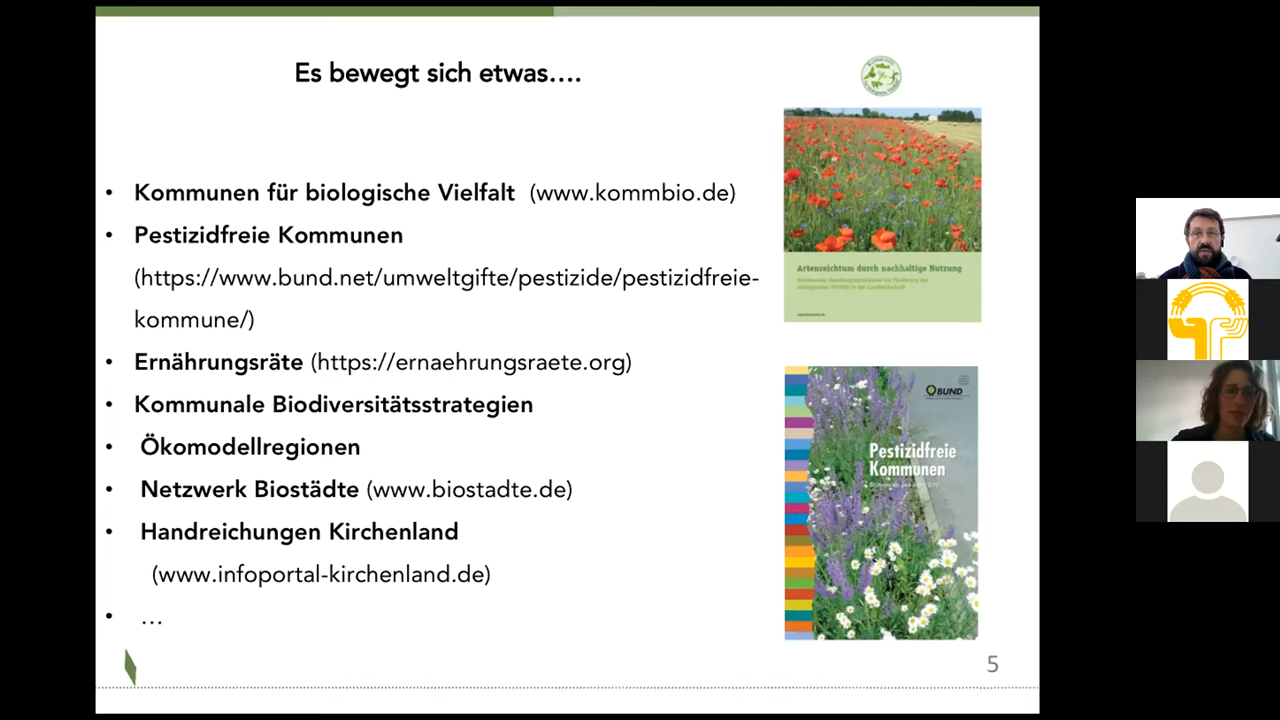 Es bewegt sich etwas….
• Kommunen für biologische Vielfalt (www.kommbio.de)
• Pestizidfreie Kommunen
(https://www.bund.net/umweltgifte/pestizide/pestizidfreie-
kommune/)
• Ernährungsräte (https://ernaehrungsraete.org)
• Kommunale Biodiversitätsstrategien
• Ökomodellregionen
• Netzwerk Biostädte (www.biostadte.de)
• Handreichungen Kirchenland
(www.infoportal-kirchenland.de)
• …
Artenreichtum durch nachhaltige Nutzung
BUND
Pestizidfreie
Kommunen
5